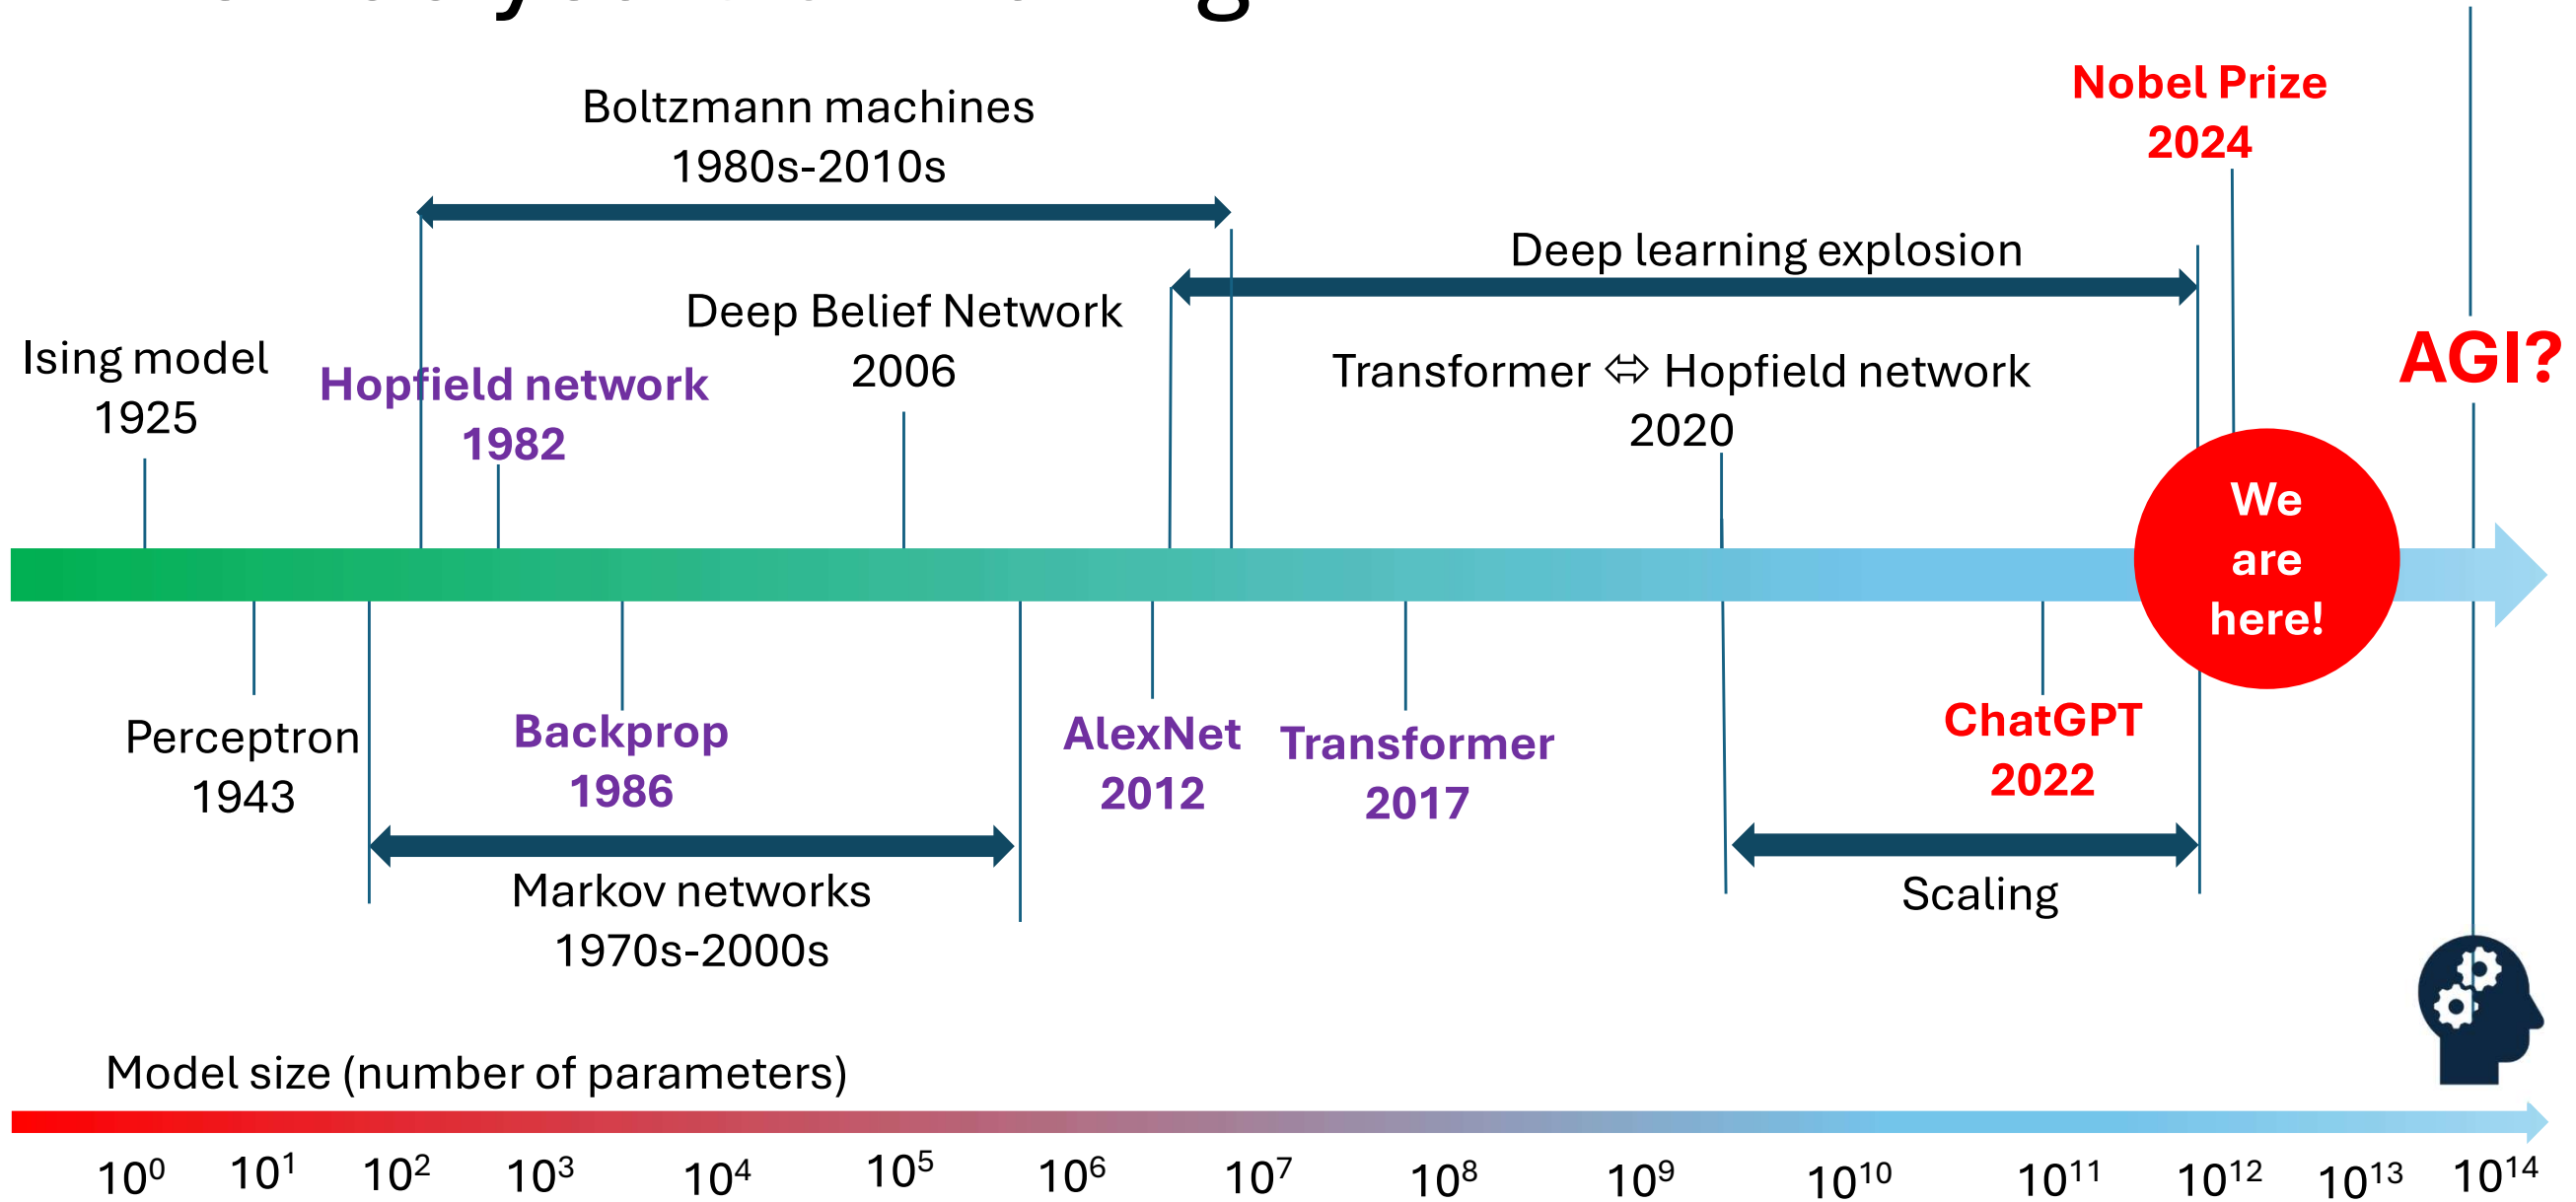 Boltzmann machines
1980s-2010s
Nobel Prize
2024
Deep learning explosion
Deep Belief Network
2006
Ising model
1925
Hopfield network
1982
Transformer ⬄ Hopfield network
2020
AGI?
We
are
here!
Perceptron
1943
Backprop
1986
AlexNet
2012
Transformer
2017
ChatGPT
2022
Markov networks
1970s-2000s
Scaling
Model size (number of parameters)
10⁰ 10¹ 10² 10³ 10⁴ 10⁵ 10⁶ 10⁷ 10⁸ 10⁹ 10¹⁰ 10¹¹ 10¹² 10¹³ 10¹⁴